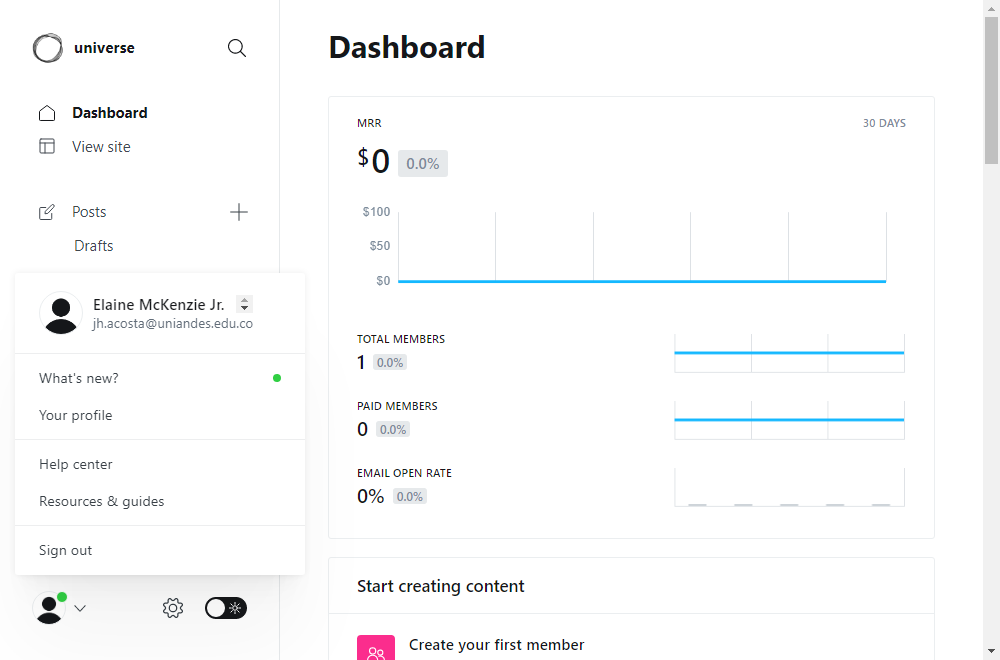 universe
Dashboard
View site
Posts
Drafts
Elaine McKenzie Jr.
jh.acosta@uniandes.edu.co
What's new?
Your profile
Help center
Resources & guides
Sign out
Dashboard
MRR
30 DAYS
$0 0.0%
$100
$50
$0
TOTAL MEMBERS
1 0.0%
PAID MEMBERS
0 0.0%
EMAIL OPEN RATE
0% 0.0%
Start creating content
Create your first member